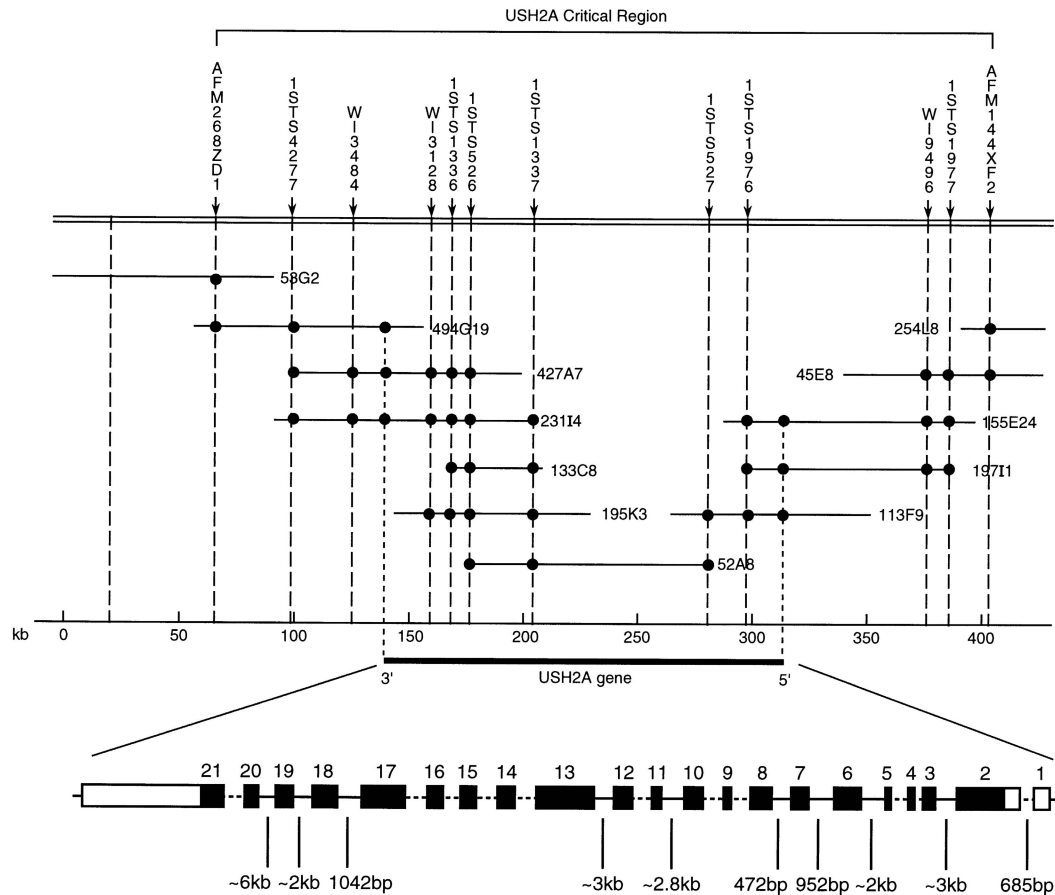 USH2A Critical Region
AFM268ZD1
1STS4277
WI3484
WI3128
1STS1336
1STS526
1STS1337
1STS527
1STS1976
WI9496
1STS1977
AFM144XF2
53G2
494G19
254L8
427A7
45E8
231I4
155E24
133C8
197I1
195K3
113F9
52A8
kb 0 50 100 150 200 250 300 350 400
3' USH2A gene 5'
21 20 19 18 17 16 15 14 13 12 11 10 9 8 7 6 5 4 3 2 1
~6kb ~2kb 1042bp ~3kb ~2.8kb 472bp 952bp ~2kb ~3kb 685bp